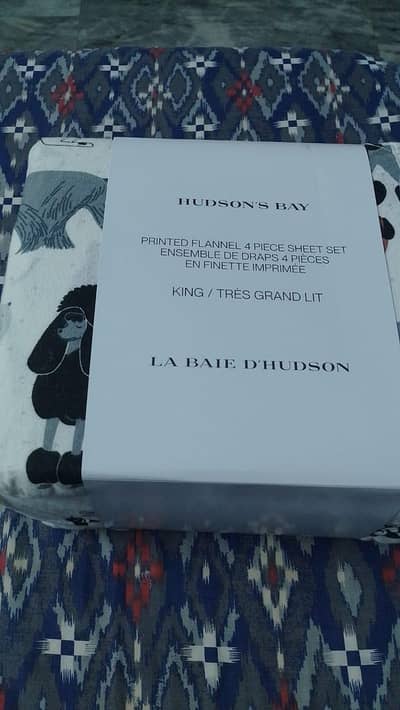 HUDSON'S BAY
PRINTED FLANNEL 4 PIECE SHEET SET
ENSEMBLE DE DRAPS 4 PIÈCES
EN FINETTE IMPRIMÉE
KING / TRÈS GRAND LIT
LA BAIE D'HUDSON